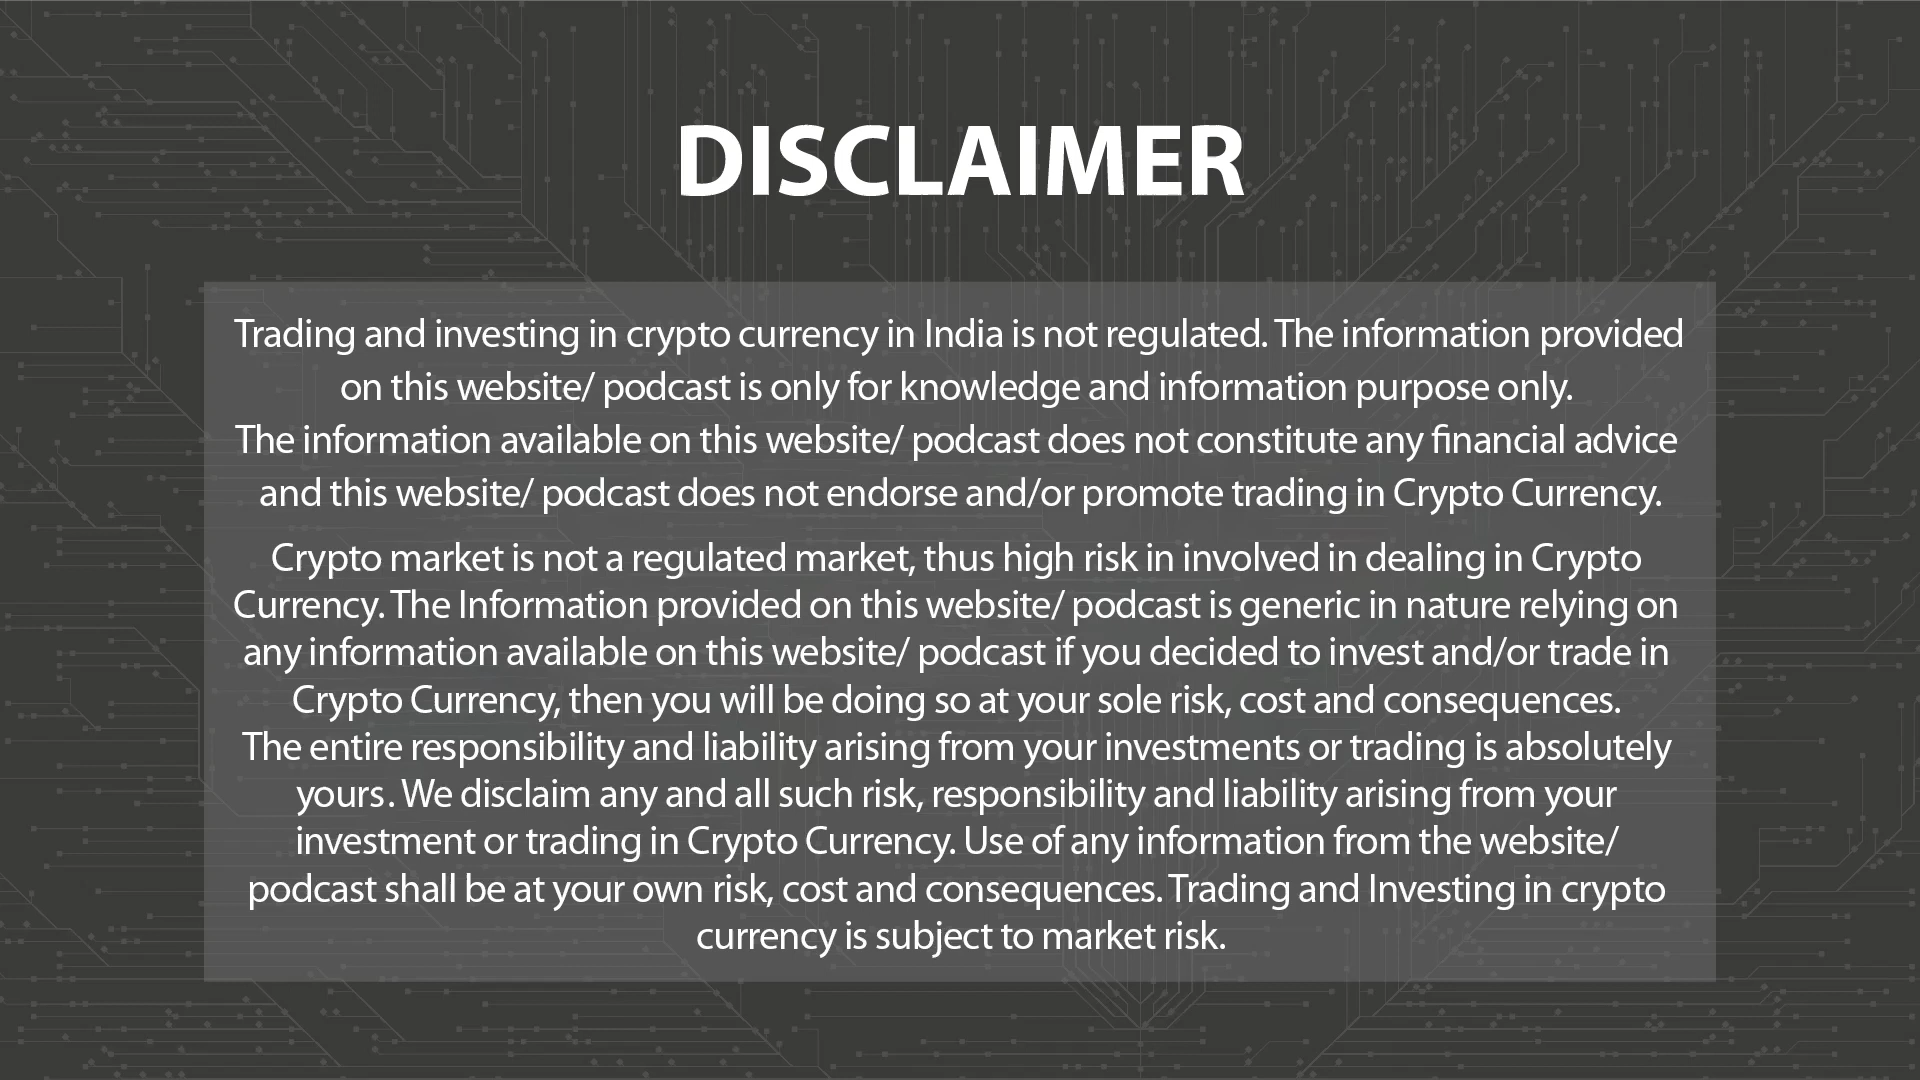 DISCLAIMER
Trading and investing in crypto currency in India is not regulated. The information provided
on this website/ podcast is only for knowledge and information purpose only.
The information available on this website/ podcast does not constitute any financial advice
and this website/ podcast does not endorse and/or promote trading in Crypto Currency.
Crypto market is not a regulated market, thus high risk in involved in dealing in Crypto
Currency. The Information provided on this website/ podcast is generic in nature relying on
any information available on this website/ podcast if you decided to invest and/or trade in
Crypto Currency, then you will be doing so at your sole risk, cost and consequences.
The entire responsibility and liability arising from your investments or trading is absolutely
yours. We disclaim any and all such risk, responsibility and liability arising from your
investment or trading in Crypto Currency. Use of any information from the website/
podcast shall be at your own risk, cost and consequences. Trading and Investing in crypto
currency is subject to market risk.